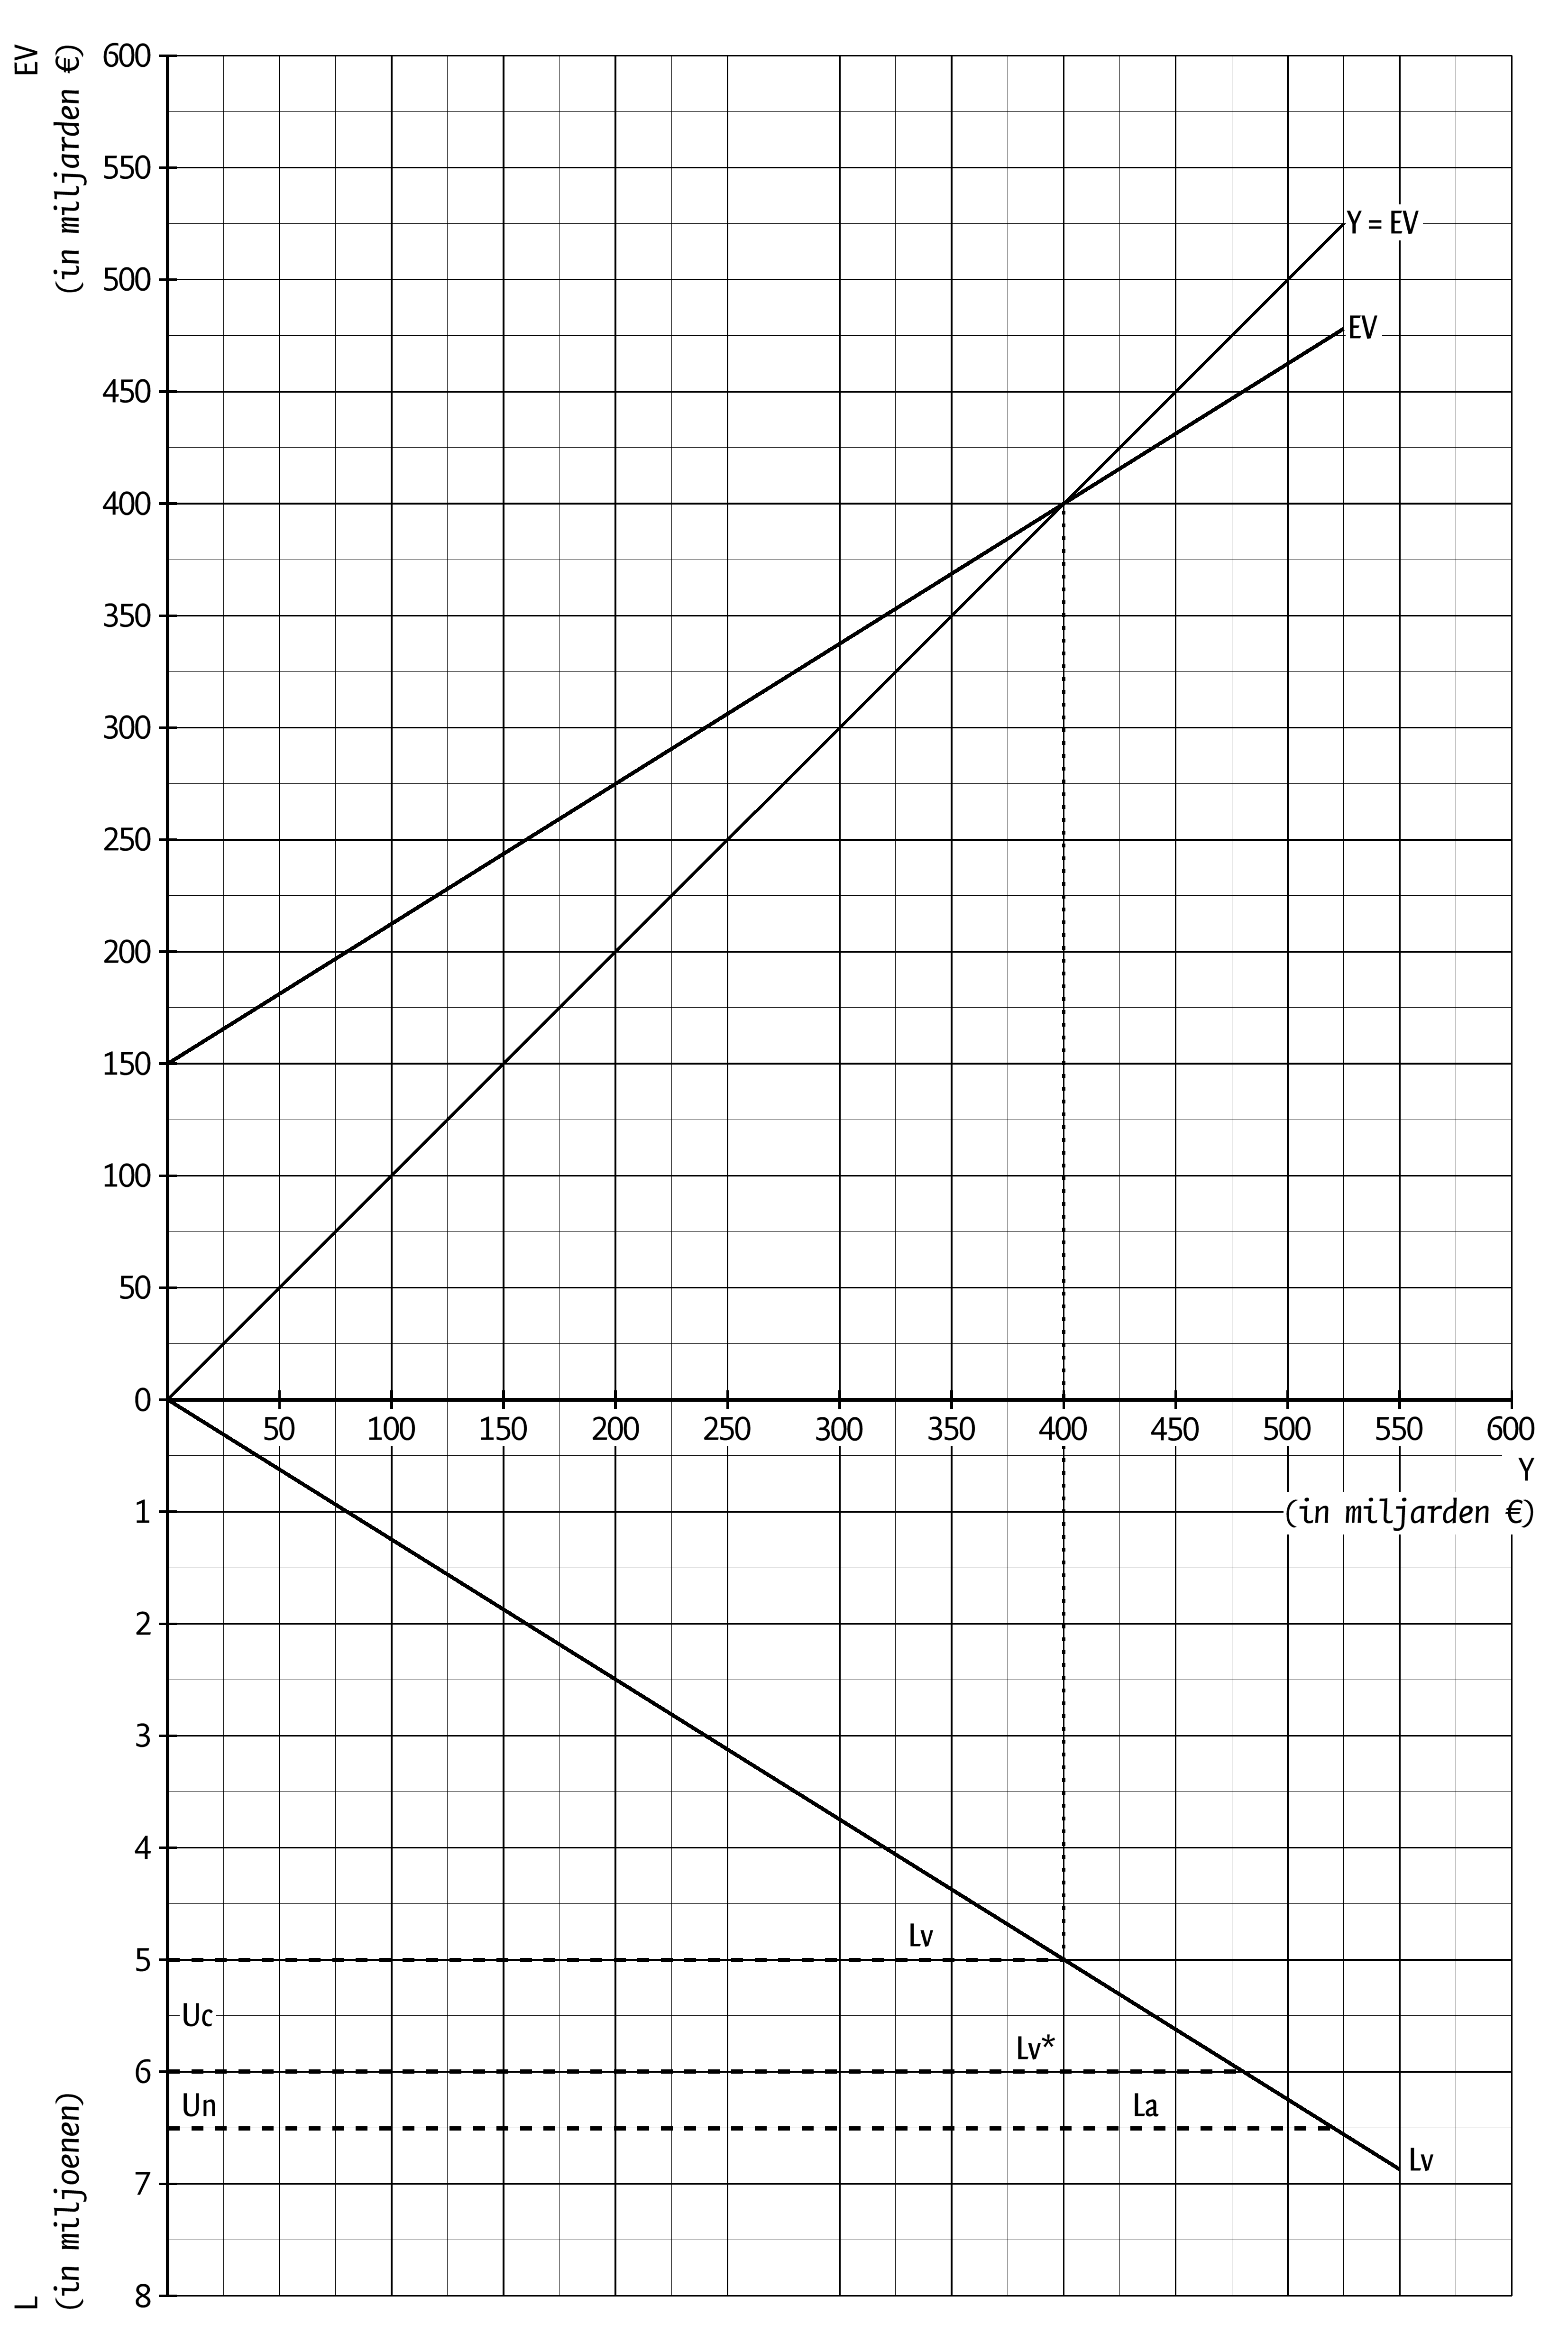 EV
(in miljarden €)
600
550
Y = EV
500
EV
450
400
350
300
250
200
150
100
50
0
50 100 150 200 250 300 350 400 450 500 550 600
Y
(in miljarden €)
1
2
3
4
Lv
5
Uc
Lv*
6
Un
La
Lv
7
8
L
(in miljoenen)